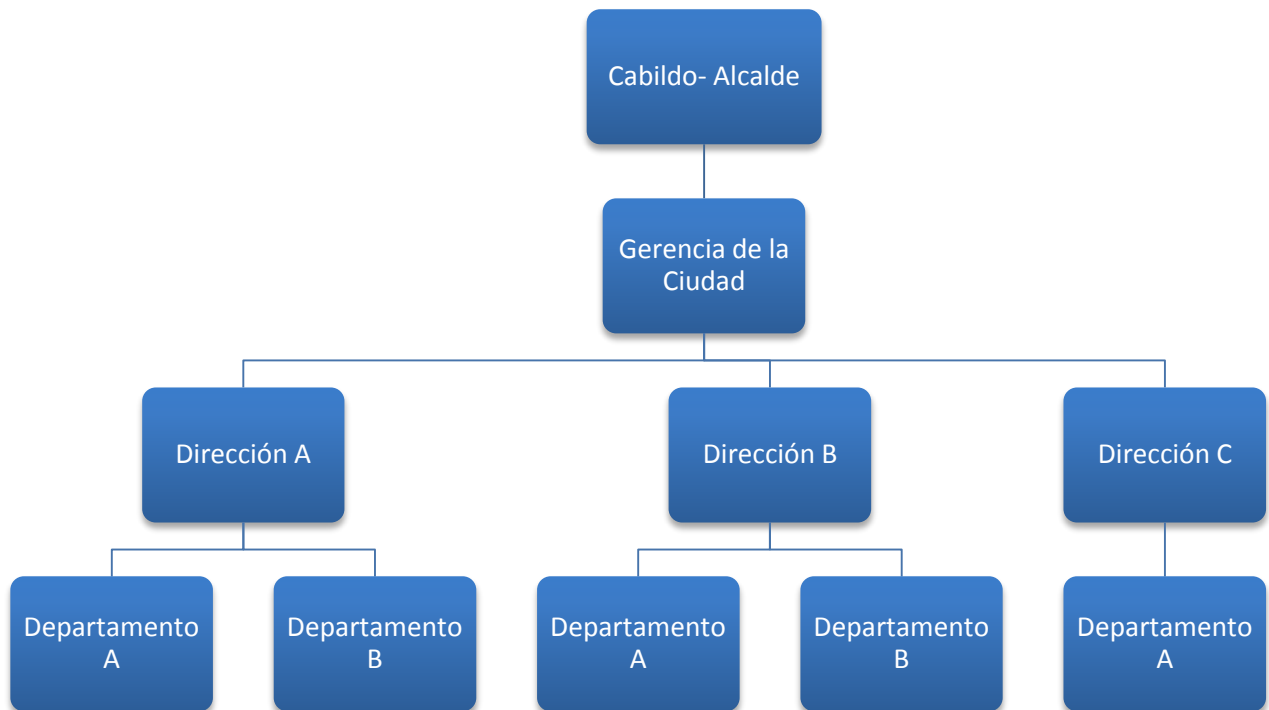 Cabildo- Alcalde
Gerencia de la
Ciudad
Dirección A
Dirección B
Dirección C
Departamento
A
Departamento
B
Departamento
A
Departamento
B
Departamento
A